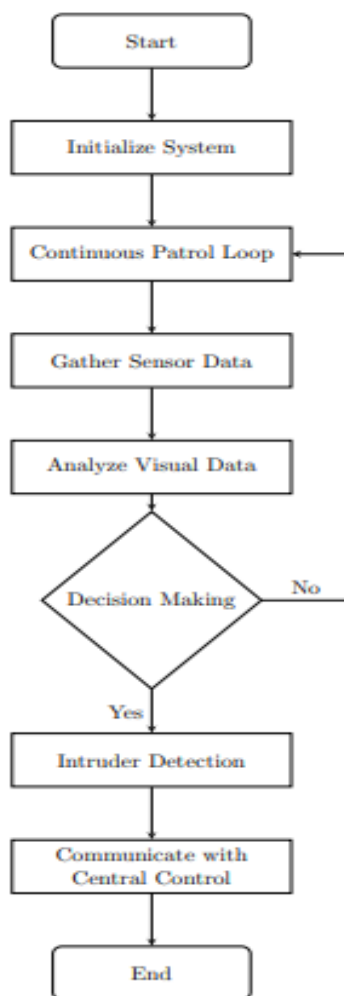 Start
Initialize System
Continuous Patrol Loop
Gather Sensor Data
Analyze Visual Data
Decision Making
No
Yes
Intruder Detection
Communicate with
Central Control
End